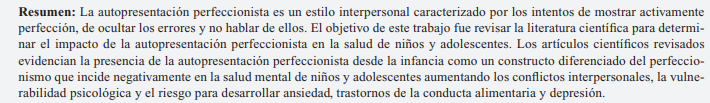 Resumen: La autopresentación perfeccionista es un estilo interpersonal caracterizado por los intentos de mostrar activamente
perfección, de ocultar los errores y no hablar de ellos. El objetivo de este trabajo fue revisar la literatura científica para determi-
nar el impacto de la autopresentación perfeccionista en la salud de niños y adolescentes. Los artículos científicos revisados
evidencian la presencia de la autopresentación perfeccionista desde la infancia como un constructo diferenciado del perfeccio-
nismo que incide negativamente en la salud mental de niños y adolescentes aumentando los conflictos interpersonales, la vulne-
rabilidad psicológica y el riesgo para desarrollar ansiedad, trastornos de la conducta alimentaria y depresión.